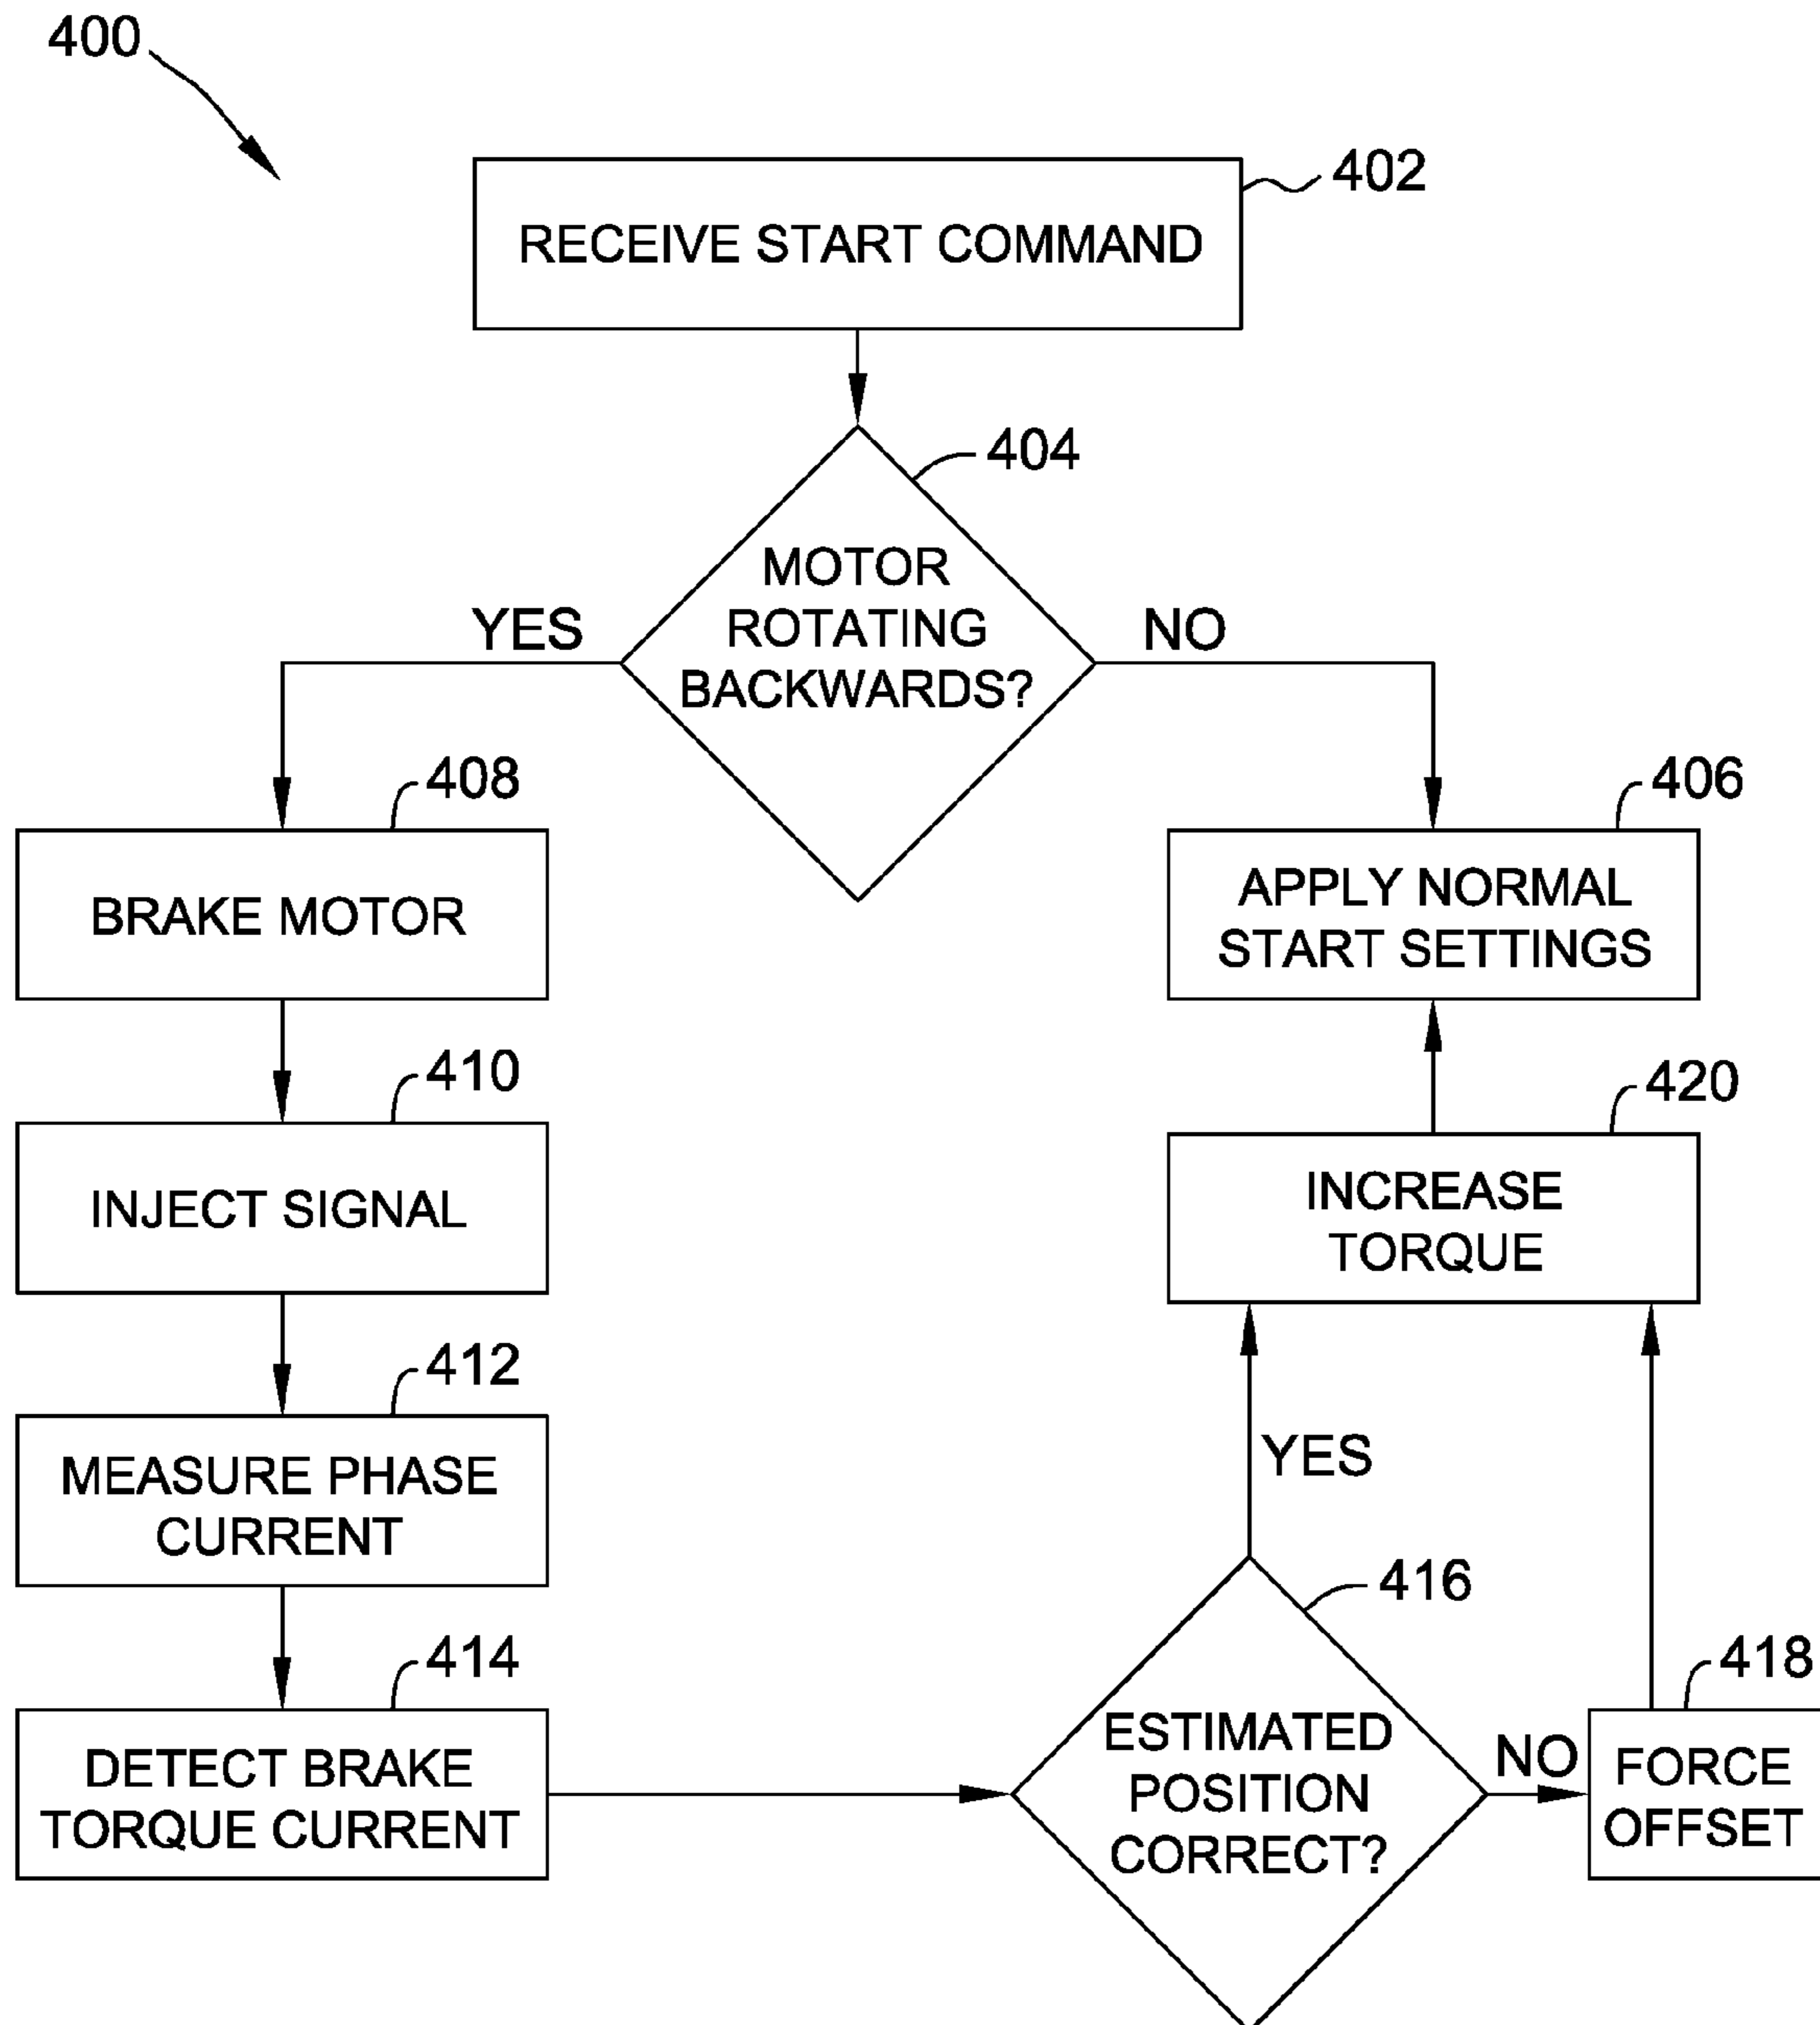 400
402
RECEIVE START COMMAND
404
MOTOR
ROTATING
BACKWARDS?
YES
NO
408
BRAKE MOTOR
406
APPLY NORMAL
START SETTINGS
410
INJECT SIGNAL
420
INCREASE
TORQUE
412
MEASURE PHASE
CURRENT
YES
414
DETECT BRAKE
TORQUE CURRENT
416
ESTIMATED
POSITION
CORRECT?
NO
418
FORCE
OFFSET